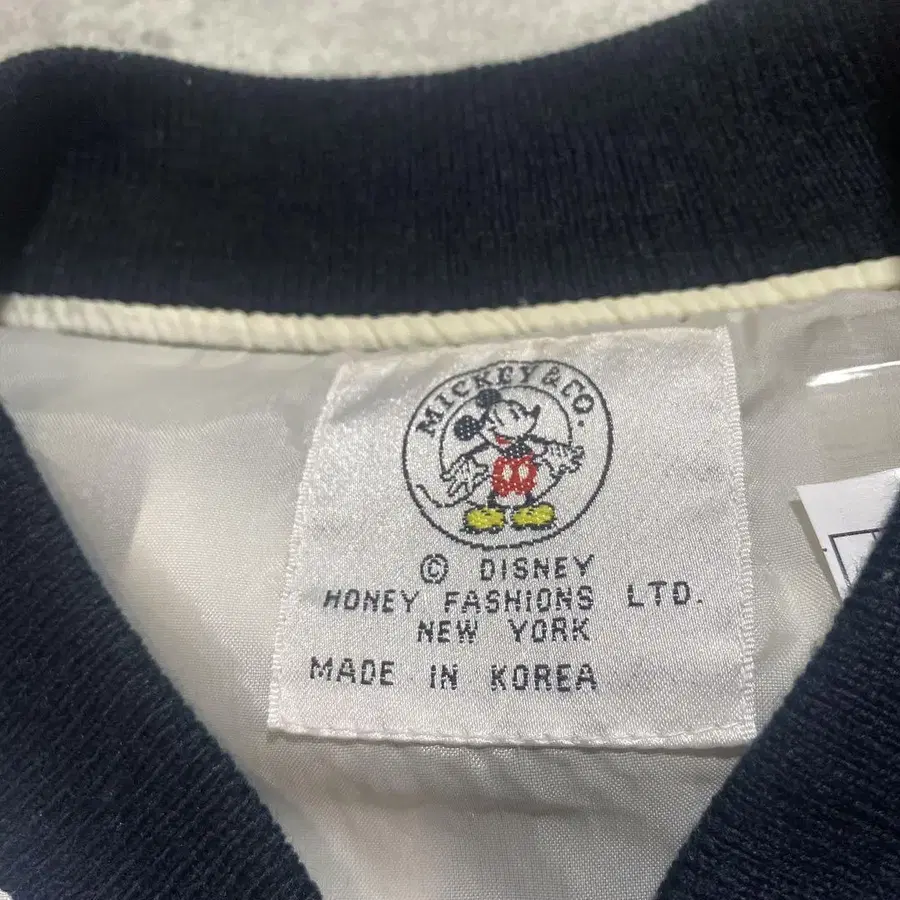 MICKEY & CO.
© DISNEY
HONEY FASHIONS LTD.
NEW YORK
MADE IN KOREA